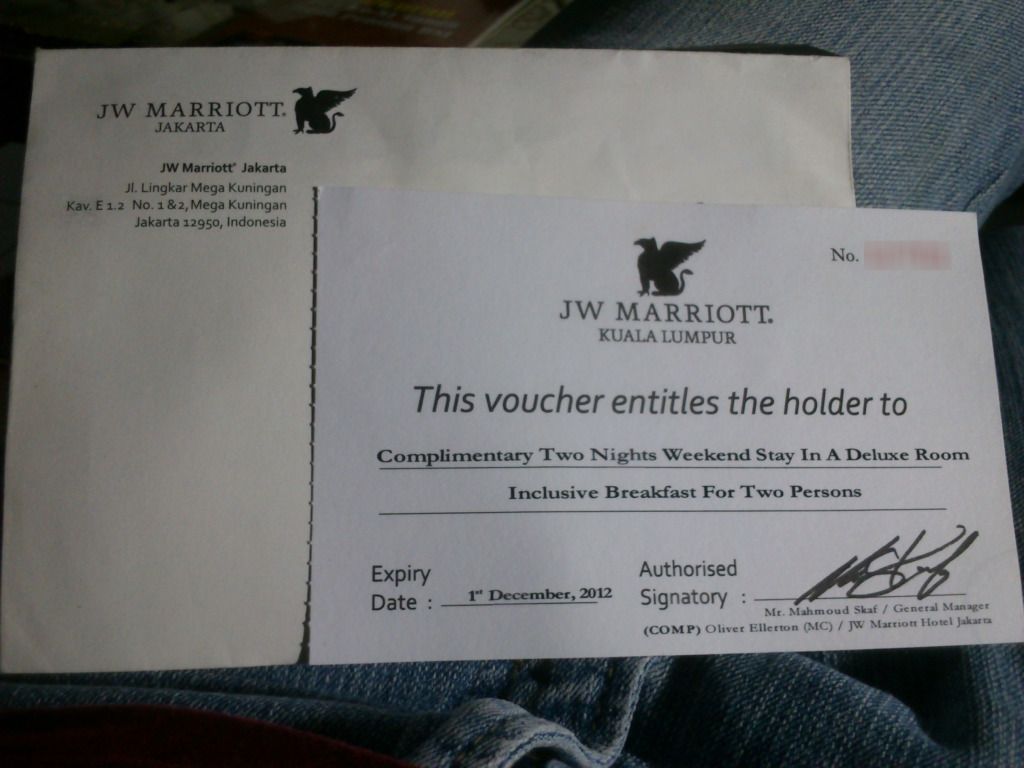 JW MARRIOTT®
JAKARTA
JW Marriott® Jakarta
Jl. Lingkar Mega Kuningan
Kav. E 1.2 No. 1 & 2, Mega Kuningan
Jakarta 12950, Indonesia
No.
JW MARRIOTT®
KUALA LUMPUR
This voucher entitles the holder to
Complimentary Two Nights Weekend Stay In A Deluxe Room
Inclusive Breakfast For Two Persons
Expiry
Date : 1st December, 2012
Authorised
Signatory :
Mr. Mahmoud Skaf / General Manager
(COMP) Oliver Ellerton (MC) / JW Marriott Hotel Jakarta